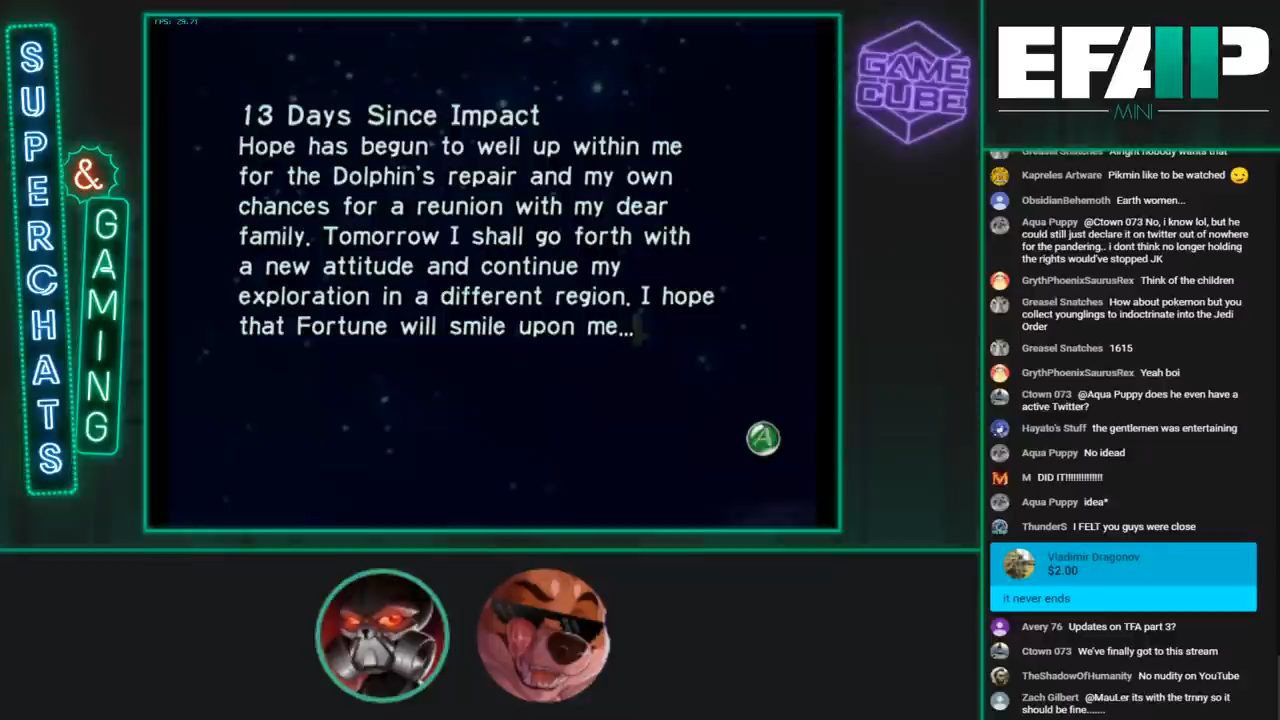 FPS: 29.71
SUPERCHATS
&
GAMING
GAME
CUBE
EFAP
MINI
13 Days Since Impact
Hope has begun to well up within me
for the Dolphin's repair and my own
chances for a reunion with my dear
family. Tomorrow I shall go forth with
a new attitude and continue my
exploration in a different region. I hope
that Fortune will smile upon me...
A
Greasel Snatches Alright nobody wants that
Kapreles Artware Pikmin like to be watched 😉
ObsidianBehemoth Earth women...
Aqua Puppy @Ctown 073 No, i know lol, but he
could still just declare it on twitter out of nowhere
for the pandering.. i dont think no longer holding
the rights would've stopped JK
GrythPhoenixSaurusRex Think of the children
Greasel Snatches How about pokemon but you
collect younglings to indoctrinate into the Jedi
Order
Greasel Snatches 1615
GrythPhoenixSaurusRex Yeah boi
Ctown 073 @Aqua Puppy does he even have a
active Twitter?
Hayato's Stuff the gentlemen was entertaining
Aqua Puppy No idead
M DID IT!!!!!!!!!!!!!!
Aqua Puppy idea*
ThunderS I FELT you guys were close
Vladimir Dragonov
$2.00
it never ends
Avery 76 Updates on TFA part 3?
Ctown 073 We've finally got to this stream
TheShadowOfHumanity No nudity on YouTube
Zach Gilbert @MauLer its with the trnny so it
should be fine.......